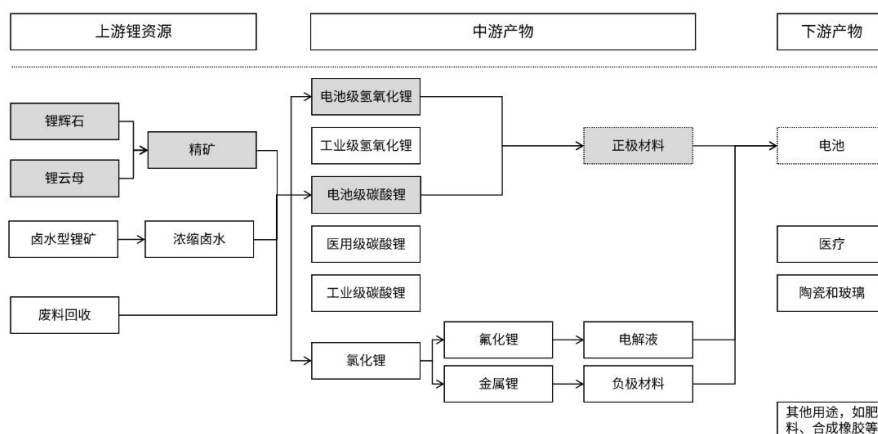 上游锂资源
中游产物
下游产物
电池级氢氧化锂
锂辉石
工业级氢氧化锂
精矿
正极材料
电池
锂云母
电池级碳酸锂
卤水型锂矿
浓缩卤水
医用级碳酸锂
医疗
废料回收
工业级碳酸锂
陶瓷和玻璃
氯化锂
氟化锂
电解液
金属锂
负极材料
其他用途，如肥
料、合成橡胶等